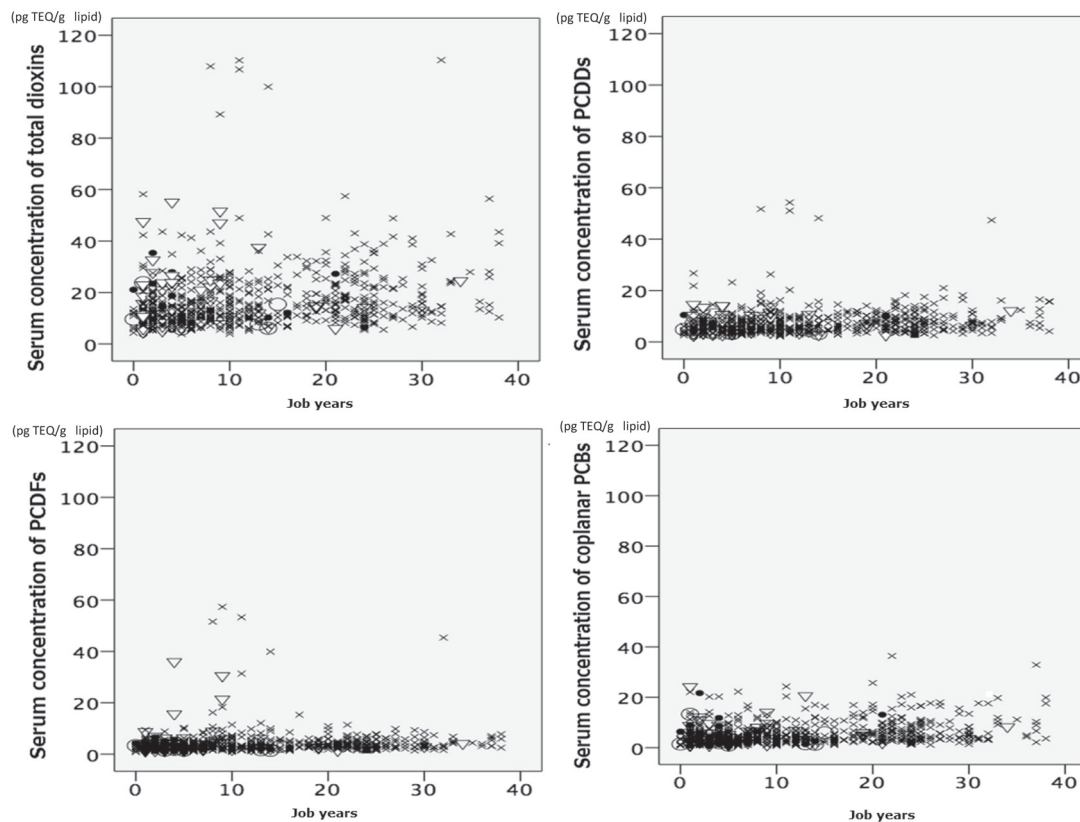 (pg TEQ/g lipid)
Serum concentration of total dioxins
120
100
80
60
40
20
0
0 10 20 30 40
Job years
(pg TEQ/g lipid)
Serum concentration of PCDDs
120
100
80
60
40
20
0
0 10 20 30 40
Job years
(pg TEQ/g lipid)
Serum concentration of PCDFs
120
100
80
60
40
20
0
0 10 20 30 40
Job years
(pg TEQ/g lipid)
Serum concentration of coplanar PCBs
120
100
80
60
40
20
0
0 10 20 30 40
Job years